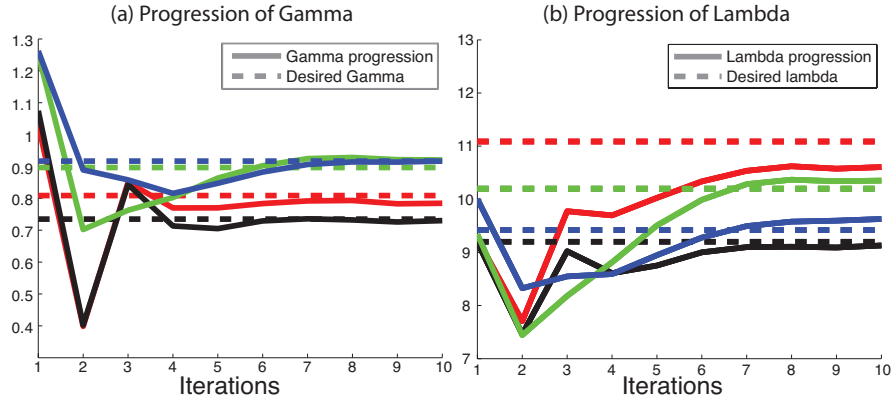 (a) Progression of Gamma
1.3
1.2
1.1
1
0.9
0.8
0.7
0.6
0.5
0.4
Gamma progression
Desired Gamma
1 2 3 4 5 6 7 8 9 10
Iterations
(b) Progression of Lambda
13
12
11
10
9
8
7
Lambda progression
Desired lambda
1 2 3 4 5 6 7 8 9 10
Iterations